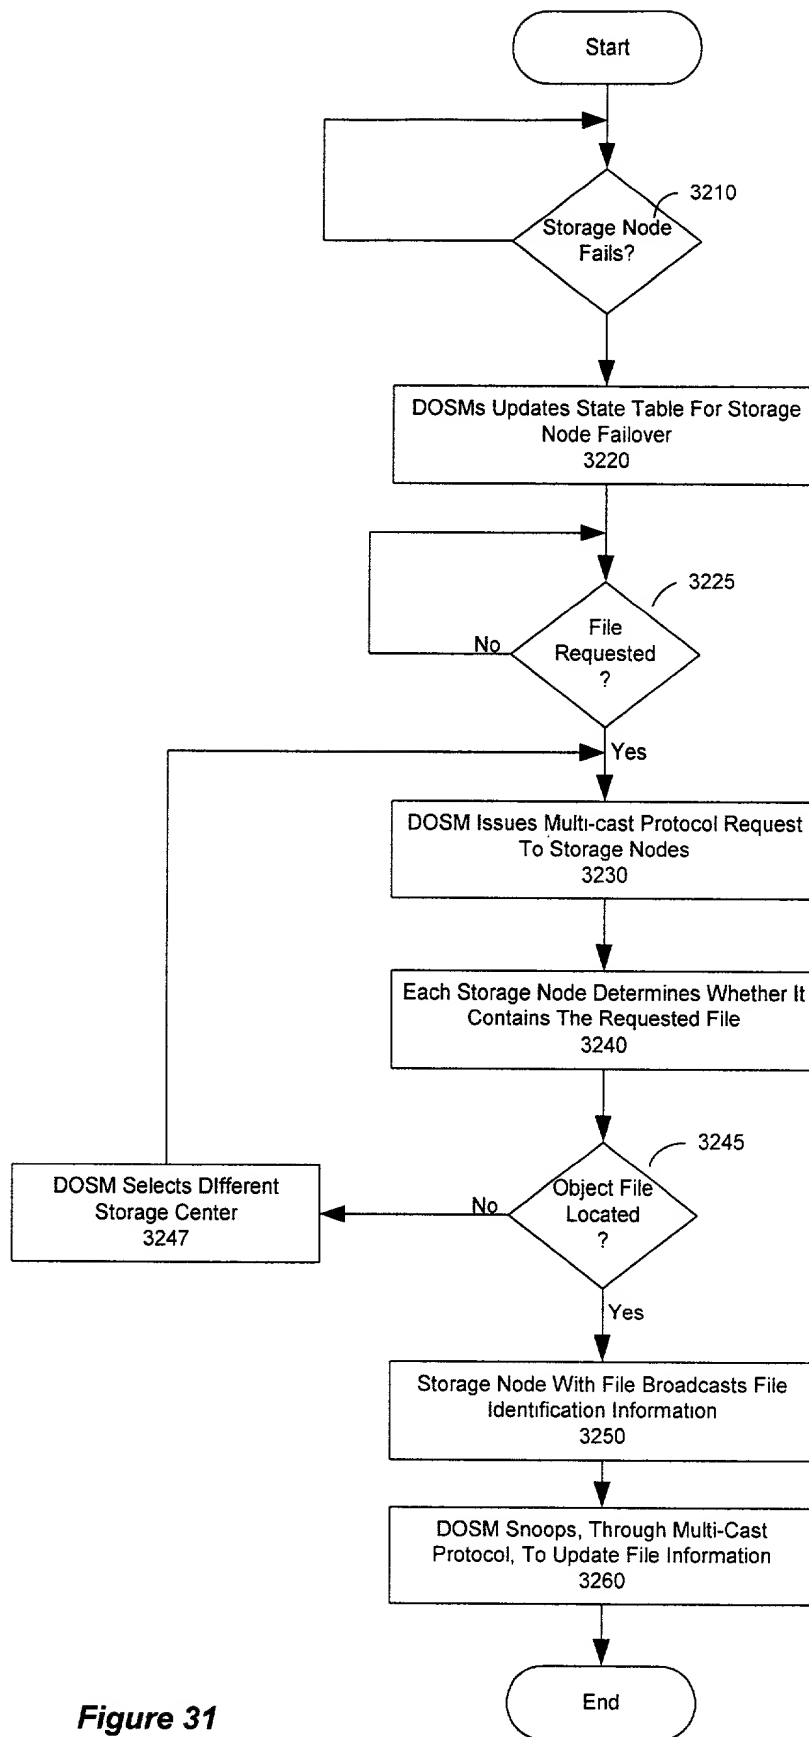 Start
3210
Storage Node
Fails?
DOSMs Updates State Table For Storage
Node Failover
3220
3225
File
Requested
?
No
Yes
DOSM Issues Multi-cast Protocol Request
To Storage Nodes
3230
Each Storage Node Determines Whether It
Contains The Requested File
3240
3245
Object File
Located
?
No
DOSM Selects DIfferent
Storage Center
3247
Yes
Storage Node With File Broadcasts File
Identification Information
3250
DOSM Snoops, Through Multi-Cast
Protocol, To Update File Information
3260
End
Figure 31